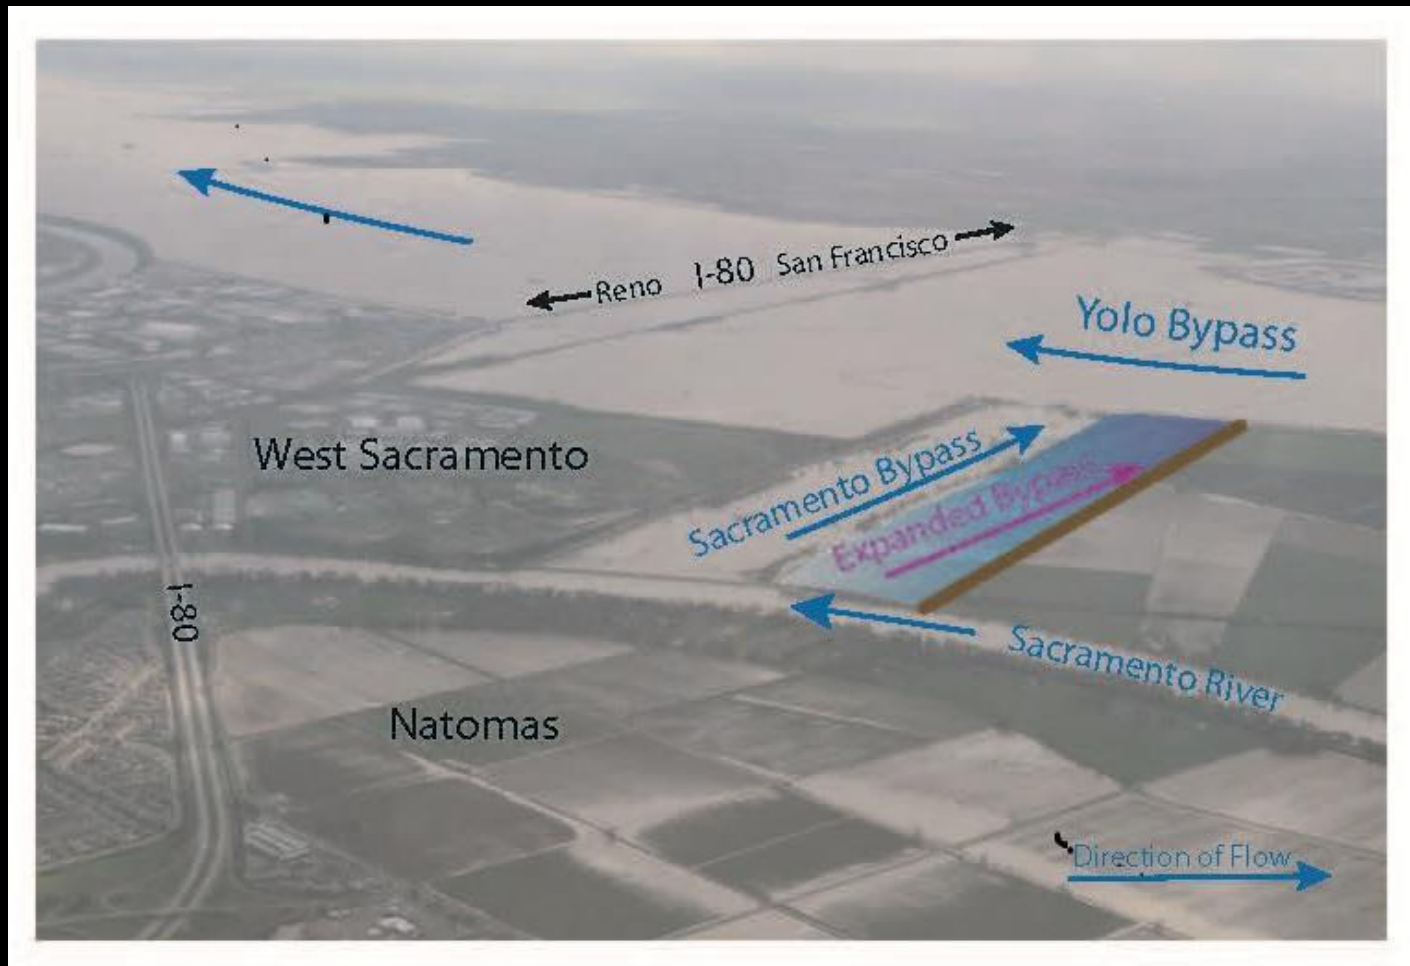 Reno I-80 San Francisco
Yolo Bypass
West Sacramento
Sacramento Bypass
Expanded Bypass
I-80
Sacramento River
Natomas
Direction of Flow